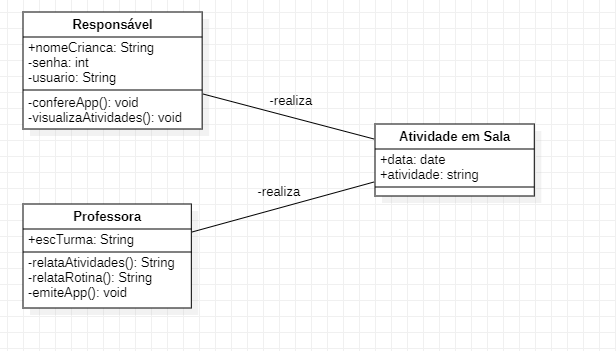 Responsável
+nomeCrianca: String
-senha: int
-usuario: String
-confereApp(): void
-visualizaAtividades(): void
-realiza
Atividade em Sala
+data: date
+atividade: string
-realiza
Professora
+escTurma: String
-relataAtividades(): String
-relataRotina(): String
-emiteApp(): void